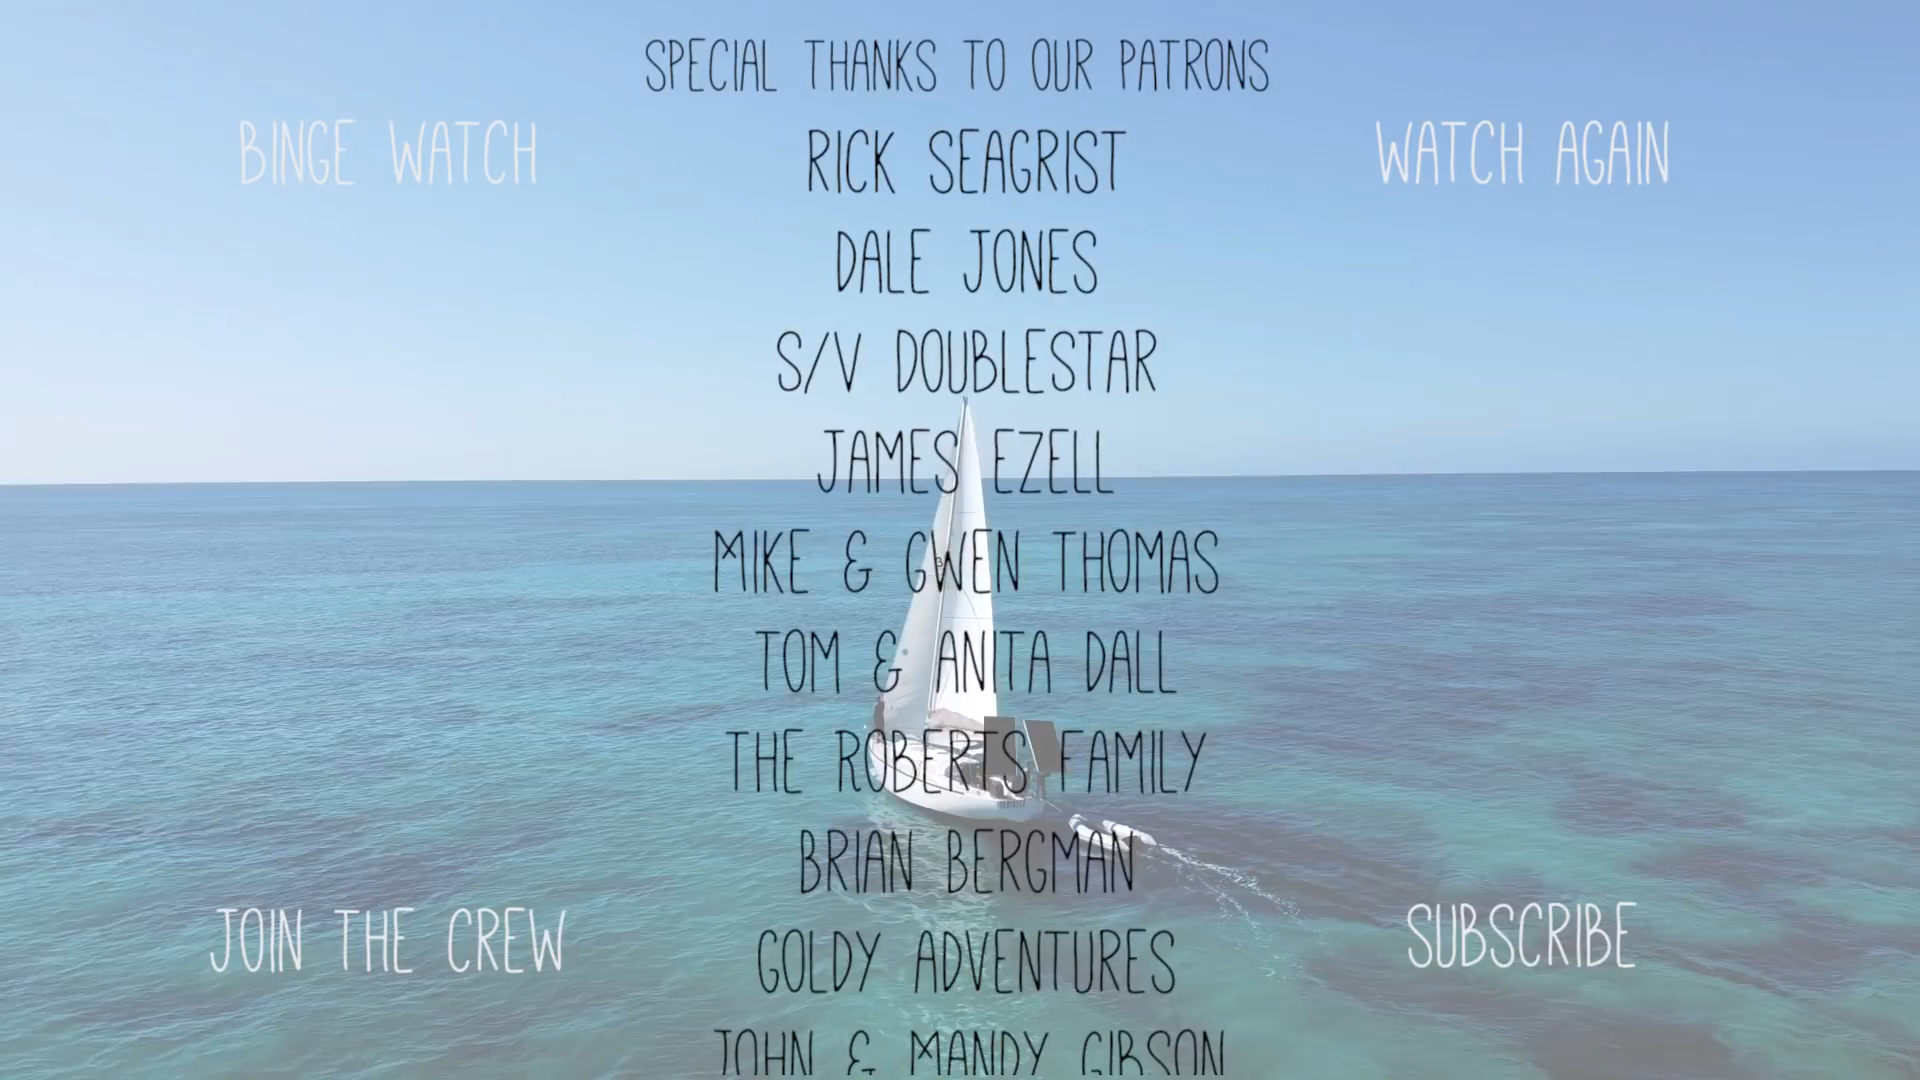 SPECIAL THANKS TO OUR PATRONS
BINGE WATCH
WATCH AGAIN
RICK SEAGRIST
DALE JONES
S/V DOUBLESTAR
JAMES EZELL
MIKE & GWEN THOMAS
TOM & ANITA DALL
THE ROBERTS FAMILY
BRIAN BERGMAN
JOIN THE CREW
SUBSCRIBE
GOLDY ADVENTURES
JOHN & MANDY GIBSON